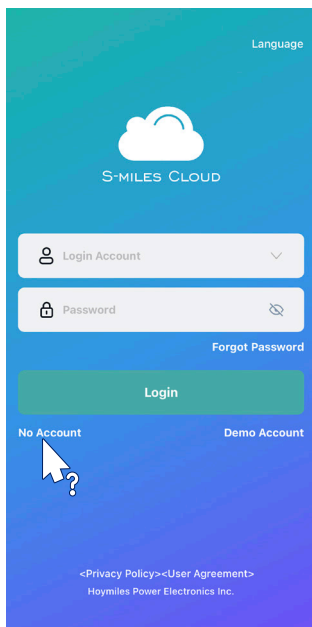 Language
S-MILES CLOUD
Login Account
Password
Forgot Password
Login
No Account
Demo Account
?
<Privacy Policy><User Agreement>
Hoymiles Power Electronics Inc.